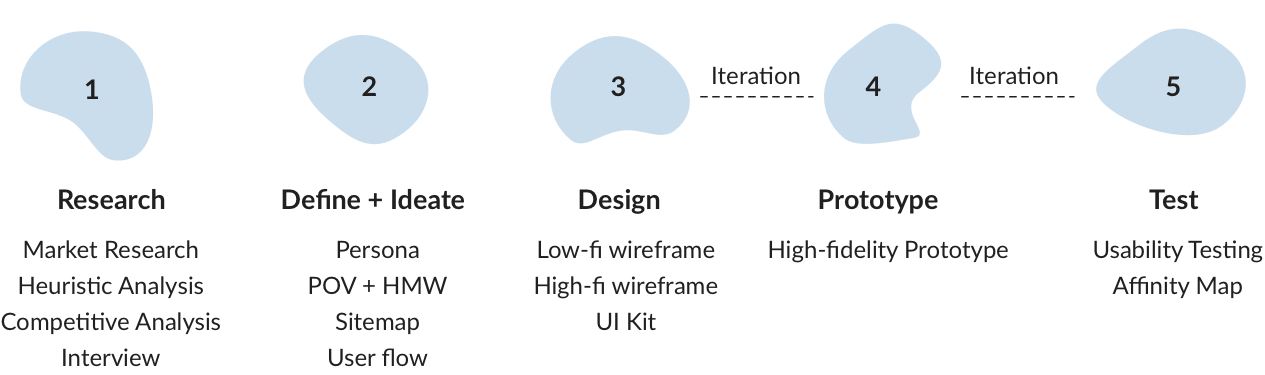 1
2
3
Iteration
4
Iteration
5
Research
Market Research
Heuristic Analysis
Competitive Analysis
Interview
Define + Ideate
Persona
POV + HMW
Sitemap
User flow
Design
Low-fi wireframe
High-fi wireframe
UI Kit
Prototype
High-fidelity Prototype
Test
Usability Testing
Affinity Map